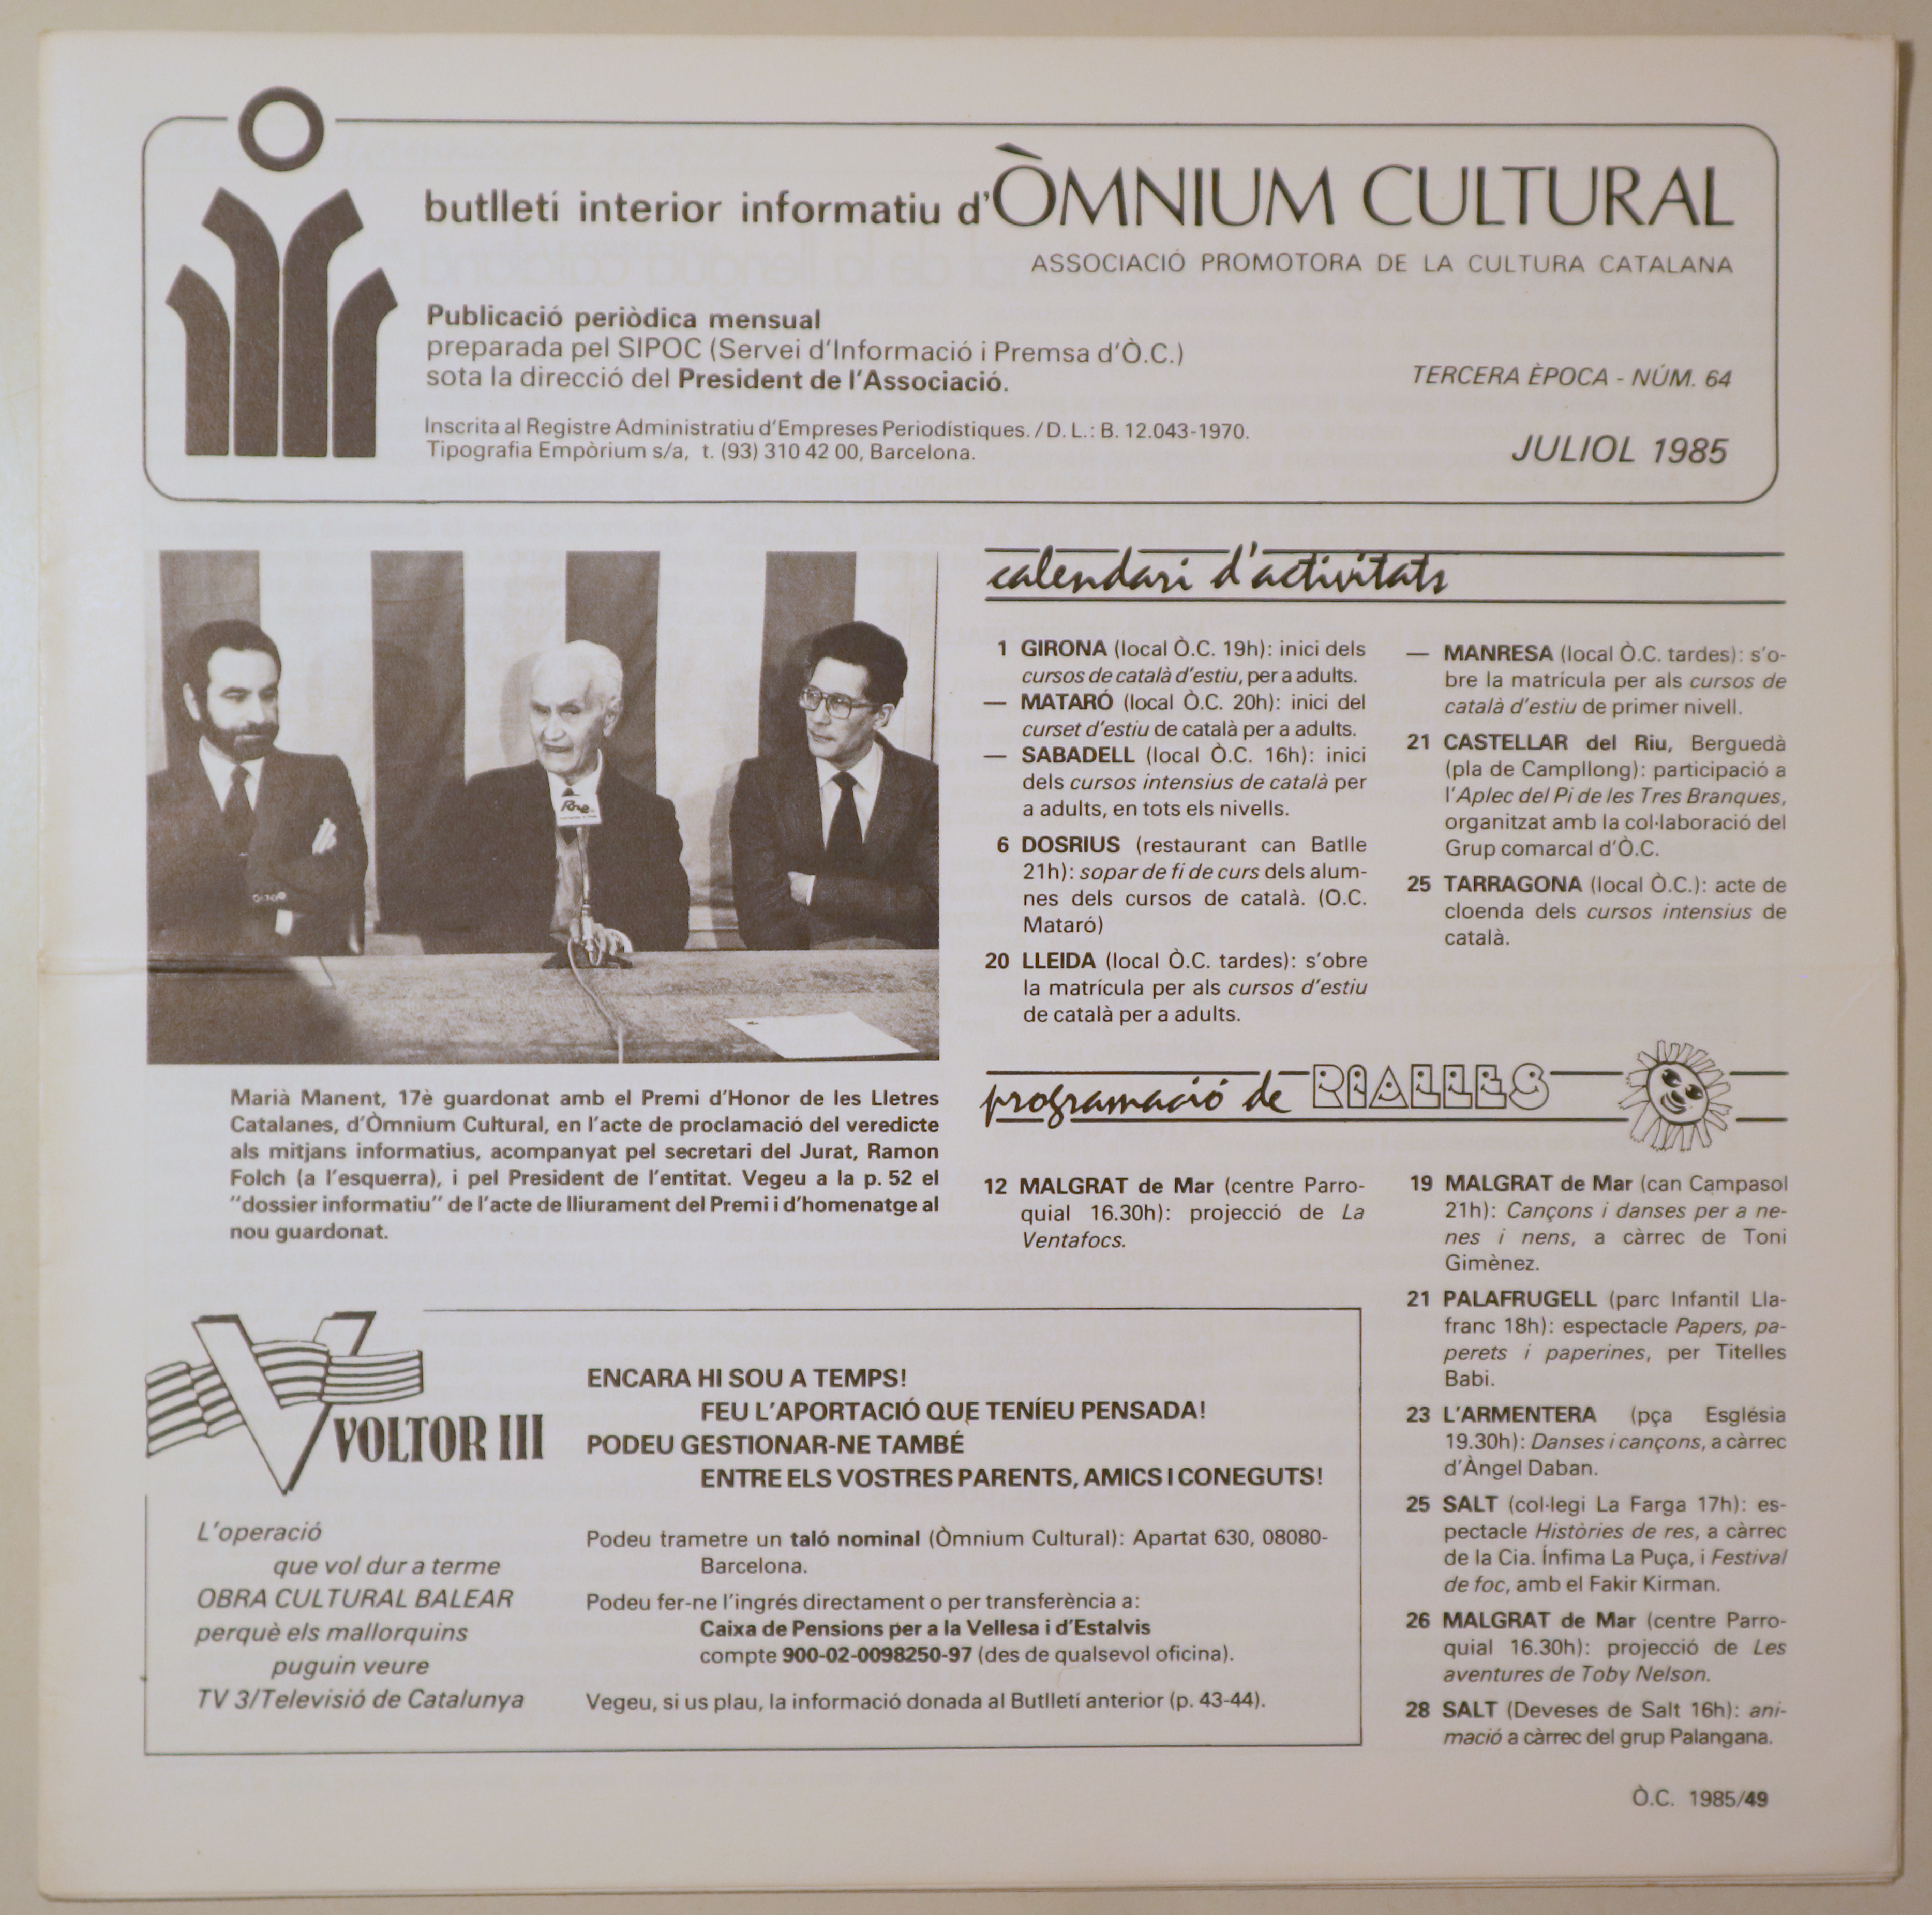 butlletí interior informatiu d'ÒMNIUM CULTURAL
ASSOCIACIÓ PROMOTORA DE LA CULTURA CATALANA
Publicació periòdica mensual
preparada pel SIPOC (Servei d'Informació i Premsa d'Ò.C.)
sota la direcció del President de l'Associació.
TERCERA ÈPOCA - NÚM. 64
Inscrita al Registre Administratiu d'Empreses Periodístiques. / D. L.: B. 12.043-1970.
Tipografia Empòrium s/a, t. (93) 310 42 00, Barcelona.
JULIOL 1985
Rne
Marià Manent, 17è guardonat amb el Premi d'Honor de les Lletres
Catalanes, d'Òmnium Cultural, en l'acte de proclamació del veredicte
als mitjans informatius, acompanyat pel secretari del Jurat, Ramon
Folch (a l'esquerra), i pel President de l'entitat. Vegeu a la p. 52 el
"dossier informatiu" de l'acte de lliurament del Premi i d'homenatge al
nou guardonat.
calendari d'activitats
1 GIRONA (local Ò.C. 19h): inici dels
cursos de català d'estiu, per a adults.
— MATARÓ (local Ò.C. 20h): inici del
curset d'estiu de català per a adults.
— SABADELL (local Ò.C. 16h): inici
dels cursos intensius de català per
a adults, en tots els nivells.
6 DOSRIUS (restaurant can Batlle
21h): sopar de fi de curs dels alum-
nes dels cursos de català. (O.C.
Mataró)
20 LLEIDA (local Ò.C. tardes): s'obre
la matrícula per als cursos d'estiu
de català per a adults.
— MANRESA (local Ò.C. tardes): s'o-
bre la matrícula per als cursos de
català d'estiu de primer nivell.
21 CASTELLAR del Riu, Berguedà
(pla de Campllong): participació a
l'Aplec del Pi de les Tres Branques,
organitzat amb la col·laboració del
Grup comarcal d'Ò.C.
25 TARRAGONA (local Ò.C.): acte de
cloenda dels cursos intensius de
català.
programació de RIALLES
12 MALGRAT de Mar (centre Parro-
quial 16.30h): projecció de La
Ventafocs.
19 MALGRAT de Mar (can Campasol
21h): Cançons i danses per a ne-
nes i nens, a càrrec de Toni
Gimènez.
21 PALAFRUGELL (parc Infantil Lla-
franc 18h): espectacle Papers, pa-
perets i paperines, per Titelles
Babi.
23 L'ARMENTERA (pça Església
19.30h): Danses i cançons, a càrrec
d'Àngel Daban.
25 SALT (col·legi La Farga 17h): es-
pectacle Històries de res, a càrrec
de la Cia. Ínfima La Puça, i Festival
de foc, amb el Fakir Kirman.
26 MALGRAT de Mar (centre Parro-
quial 16.30h): projecció de Les
aventures de Toby Nelson.
28 SALT (Deveses de Salt 16h): ani-
mació a càrrec del grup Palangana.
VOLTOR III
L'operació
que vol dur a terme
OBRA CULTURAL BALEAR
perquè els mallorquins
puguin veure
TV 3/Televisió de Catalunya
ENCARA HI SOU A TEMPS!
FEU L'APORTACIÓ QUE TENÍEU PENSADA!
PODEU GESTIONAR-NE TAMBÉ
ENTRE ELS VOSTRES PARENTS, AMICS I CONEGUTS!
Podeu trametre un taló nominal (Òmnium Cultural): Apartat 630, 08080-
Barcelona.
Podeu fer-ne l'ingrés directament o per transferència a:
Caixa de Pensions per a la Vellesa i d'Estalvis
compte 900-02-0098250-97 (des de qualsevol oficina).
Vegeu, si us plau, la informació donada al Butlletí anterior (p. 43-44).
Ò.C. 1985/49